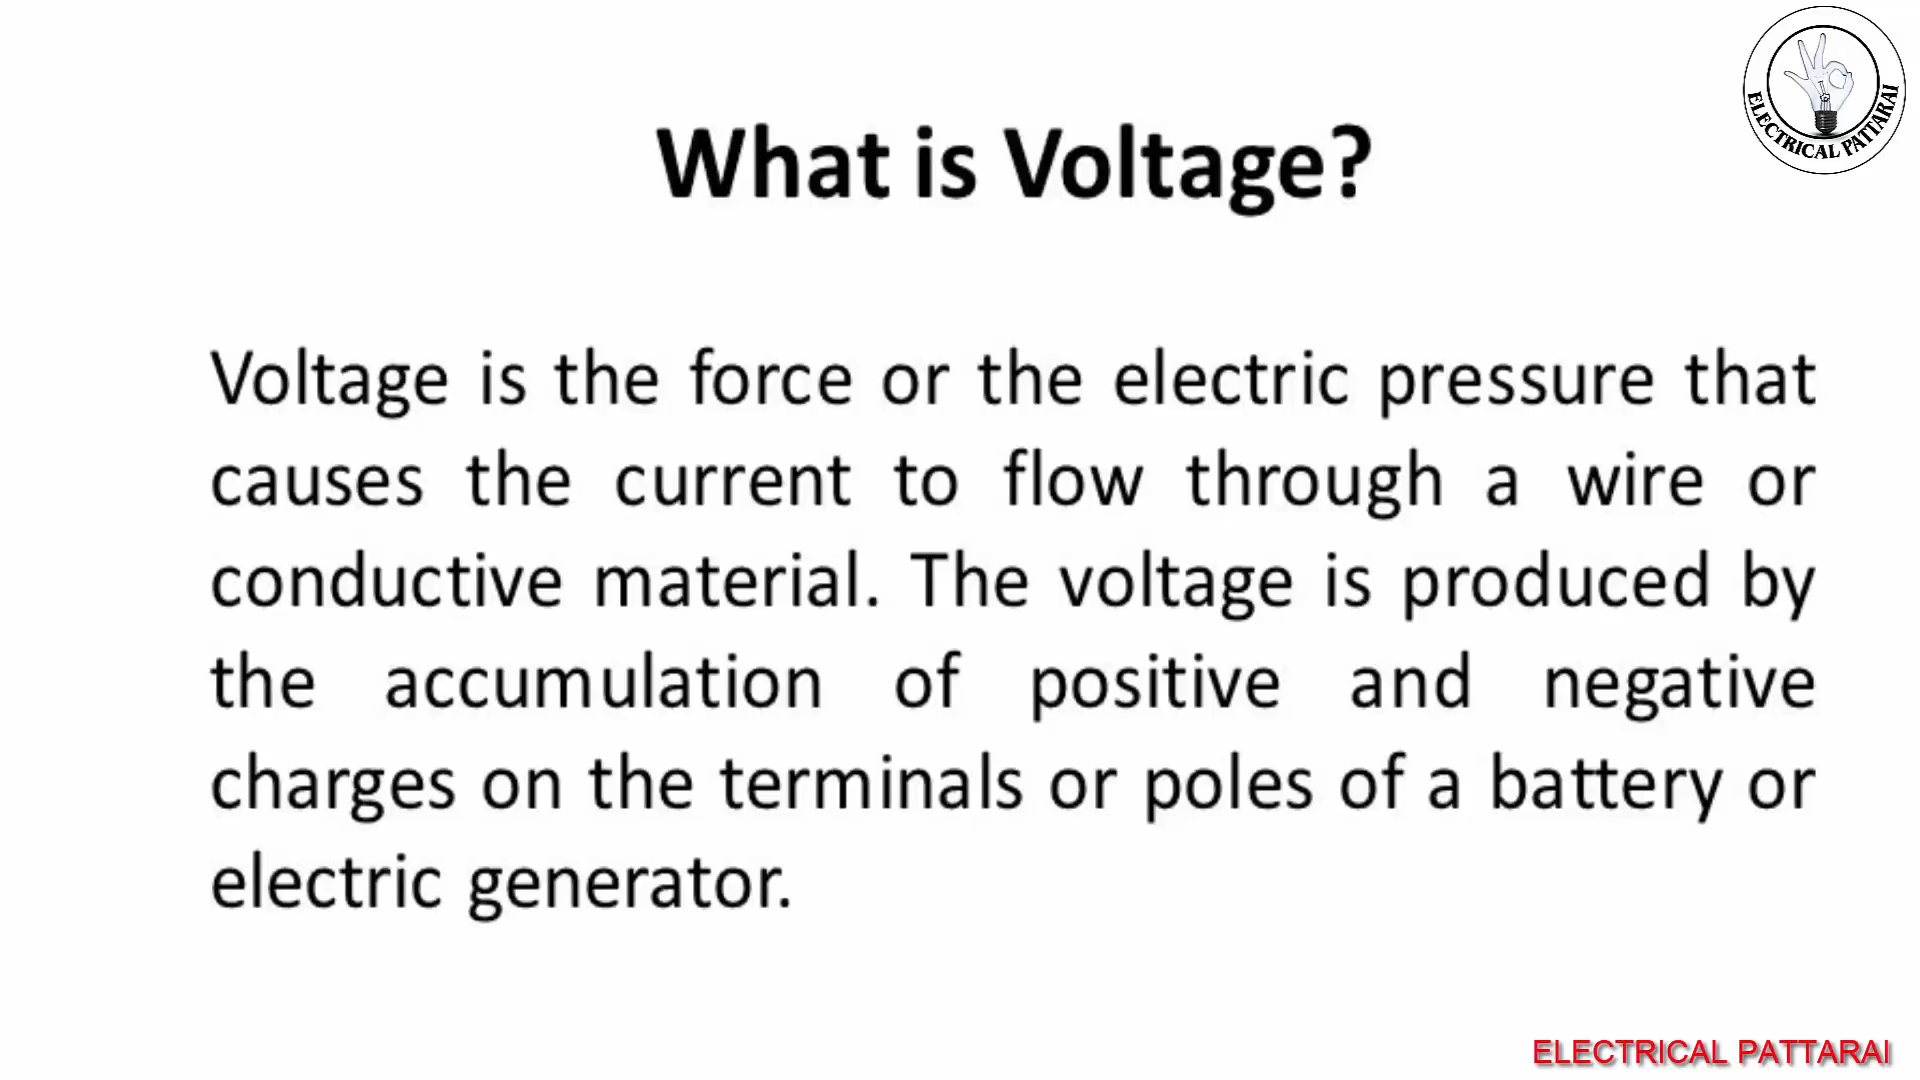 ELECTRICAL PATTARAI
What is Voltage?
Voltage is the force or the electric pressure that
causes the current to flow through a wire or
conductive material. The voltage is produced by
the accumulation of positive and negative
charges on the terminals or poles of a battery or
electric generator.
ELECTRICAL PATTARAI